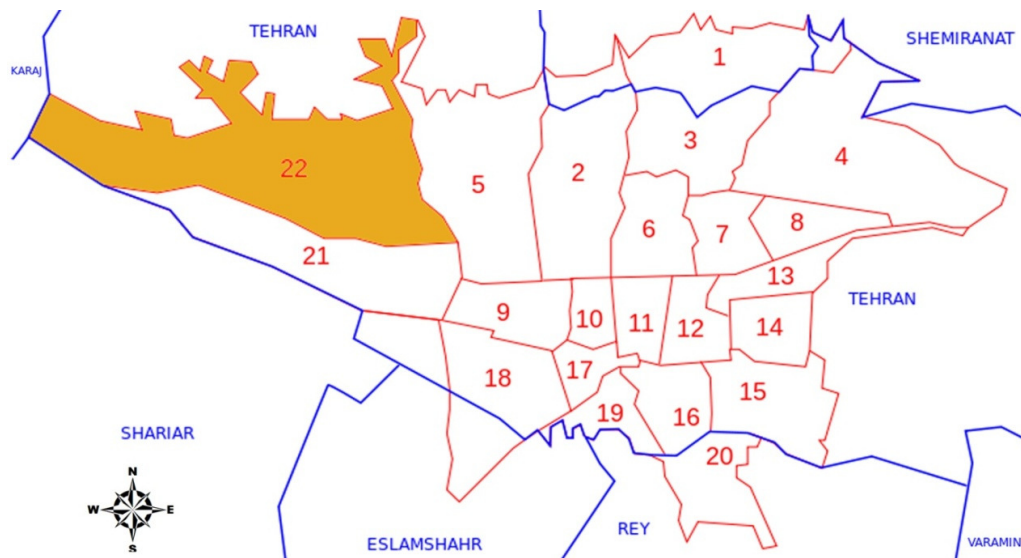 TEHRAN
SHEMIRANAT
KARAJ
1
3
4
22
5
2
6
7
8
21
13
TEHRAN
9
10
11
12
14
17
18
15
19
16
20
SHARIAR
N
W
E
S
ESLAMSHAHR
REY
VARAMIN